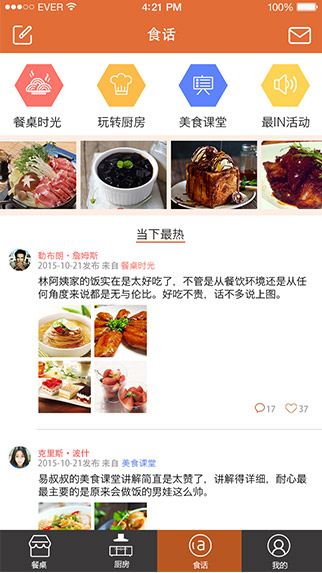 EVER 4:21 PM 100%
食话
餐桌时光 玩转厨房 美食课堂 最IN活动
当下最热
勒布朗·詹姆斯
2015-10-21发布 来自 餐桌时光
林阿姨家的饭实在是太好吃了，不管是从餐饮环境还是从任
何角度来说都是无与伦比。好吃不贵，话不多说上图。
17 37
克里斯·波什
2015-10-21发布 来自 美食课堂
易叔叔的美食课堂讲解简直是太赞了，讲解得详细，耐心最
最主要的是原来会做饭的男娃这么帅。
餐桌 厨房 食话 我的